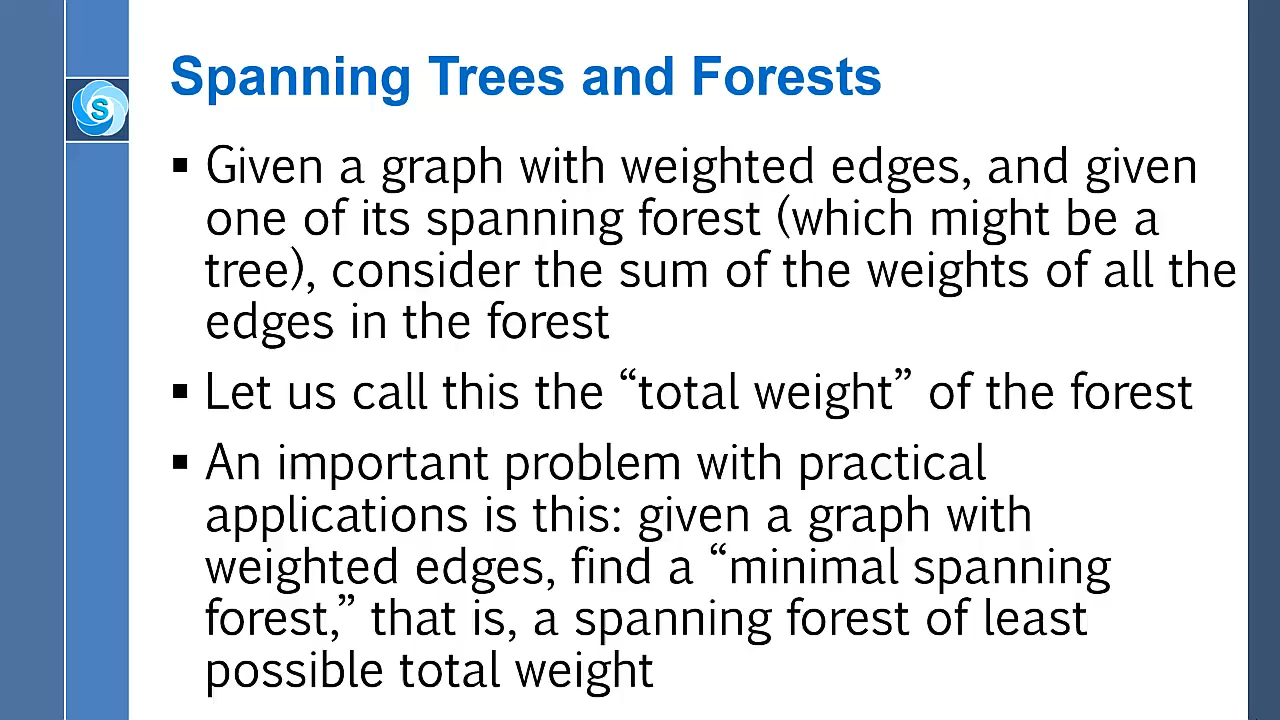 Spanning Trees and Forests
S
▪ Given a graph with weighted edges, and given
one of its spanning forest (which might be a
tree), consider the sum of the weights of all the
edges in the forest
▪ Let us call this the “total weight” of the forest
▪ An important problem with practical
applications is this: given a graph with
weighted edges, find a “minimal spanning
forest,” that is, a spanning forest of least
possible total weight